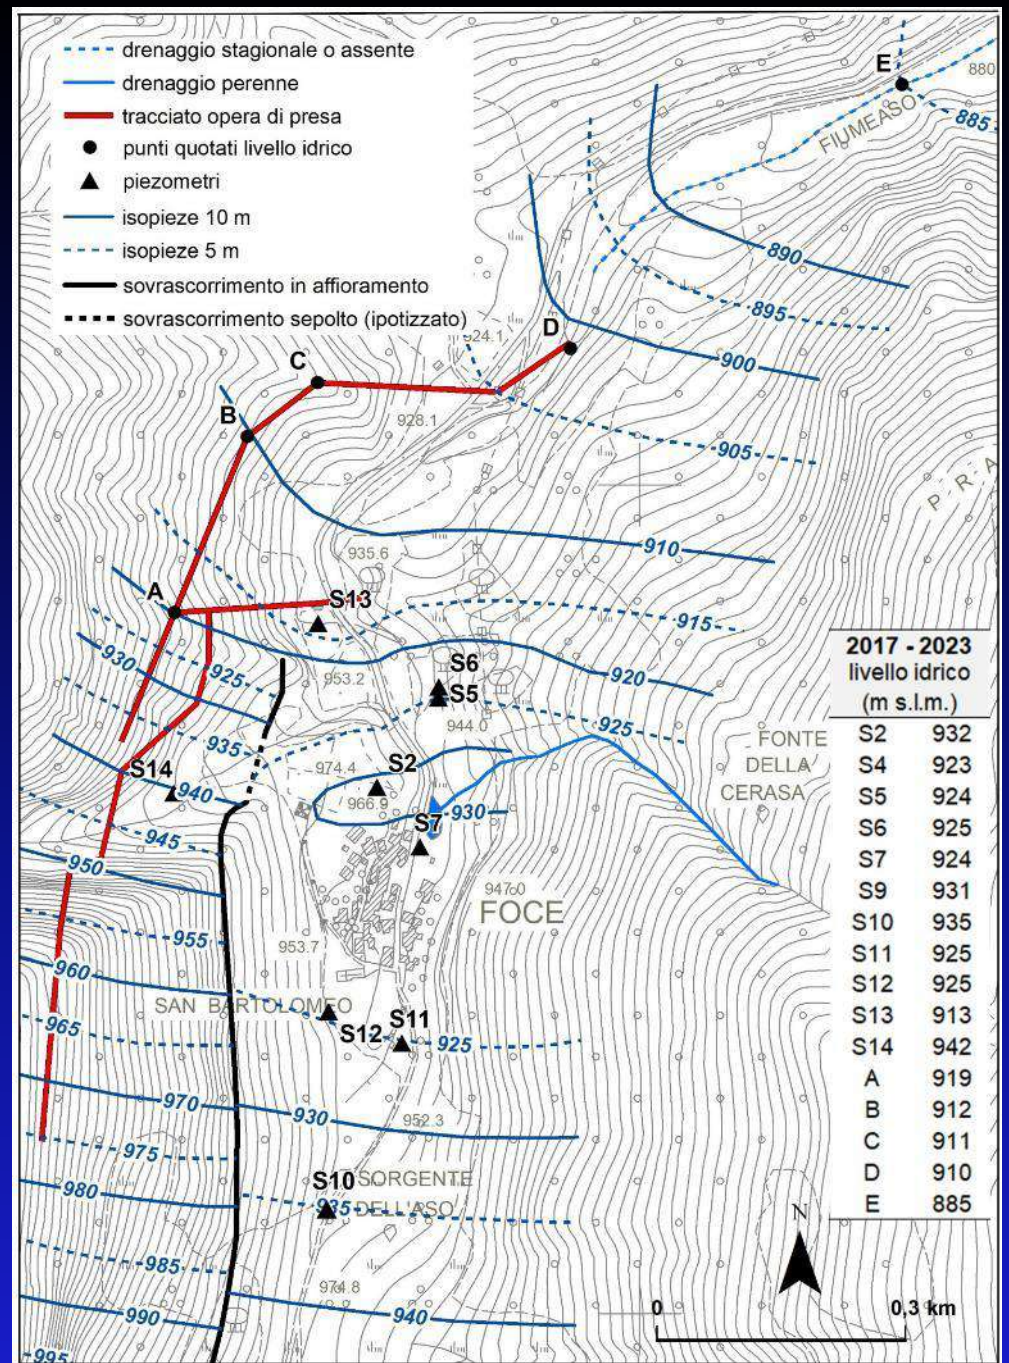 drenaggio stagionale o assente
drenaggio perenne
tracciato opera di presa
punti quotati livello idrico
piezometri
isopieze 10 m
isopieze 5 m
sovrascorrimento in affioramento
sovrascorrimento sepolto (ipotizzato)
E
880
885
FIUME ASO
890
895
D
924.1
900
C
B
928.1
905
P - R - A
910
935.6
A
S13
915
930
925
953.2
S6
S5
920
944.0
925
935
974.4
S2
FONTE
DELLA
CERASA
S14
940
966.9
930
S7
945
950
947.0
FOCE
955
953.7
960
SAN BARTOLOMEO
965
S12
S11
925
970
930
952.3
975
S10
SORGENTE
DELL'ASO
980
935
985
974.8
990
940
995
N
0
0,3 km
2017 - 2023
livello idrico
(m s.l.m.)
S2 932
S4 923
S5 924
S6 925
S7 924
S9 931
S10 935
S11 925
S12 925
S13 913
S14 942
A 919
B 912
C 911
D 910
E 885